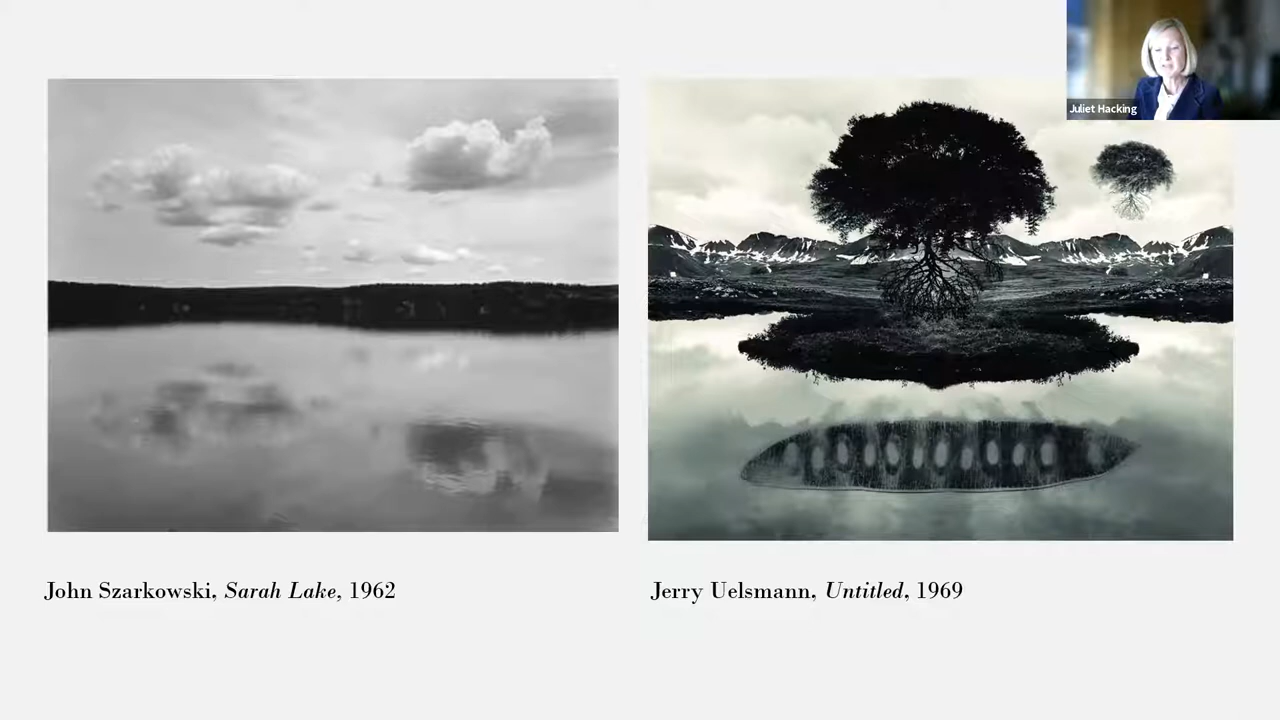 Juliet Hacking
John Szarkowski, Sarah Lake, 1962
Jerry Uelsmann, Untitled, 1969